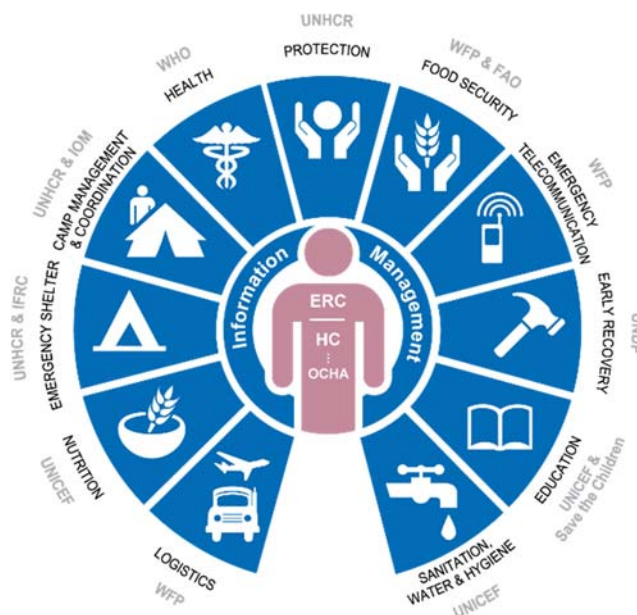 UNHCR
PROTECTION
WFP & FAO
FOOD SECURITY
WFP
EMERGENCY
TELECOMMUNICATION
EARLY RECOVERY
UNDP
EDUCATION
UNICEF &
Save the Children
SANITATION,
WATER & HYGIENE
UNICEF
LOGISTICS
WFP
NUTRITION
UNICEF
EMERGENCY SHELTER
UNHCR & IFRC
CAMP MANAGEMENT
& COORDINATION
UNHCR & IOM
HEALTH
WHO
Information Management
ERC
HC
OCHA